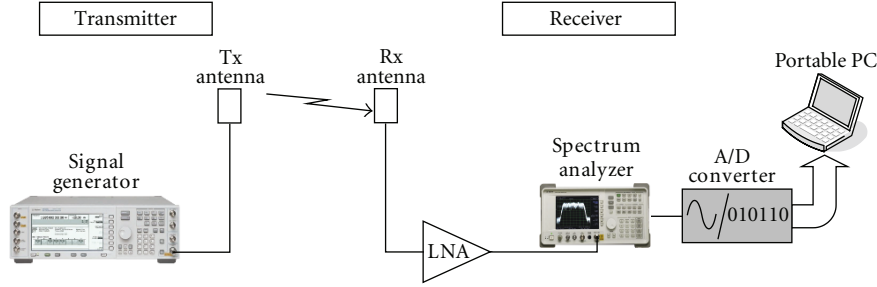 Transmitter
Receiver
Tx
antenna
Rx
antenna
Portable PC
Signal
generator
Spectrum
analyzer
A/D
converter
LNA
/010110